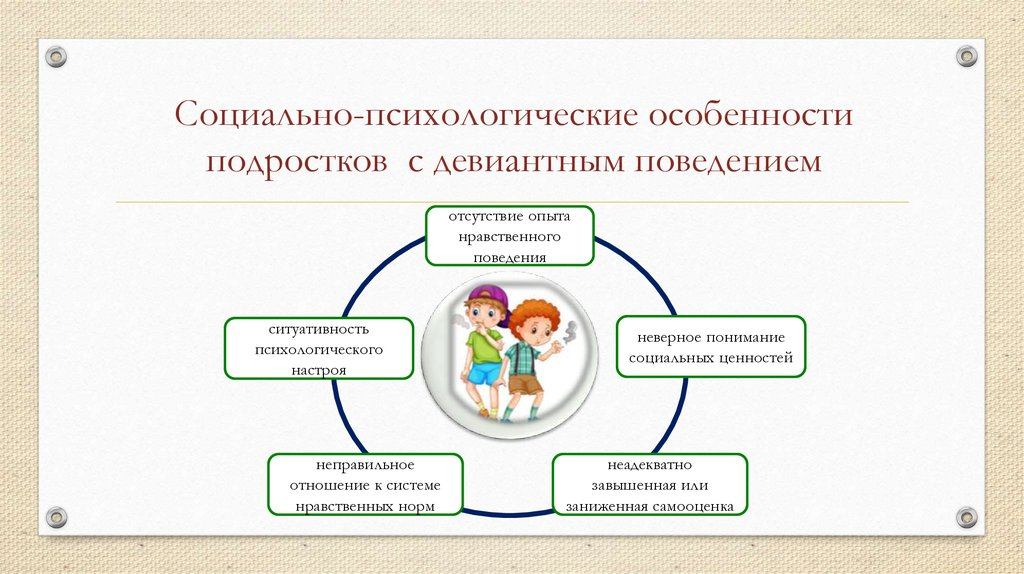 Социально-психологические особенности
подростков с девиантным поведением
отсутствие опыта
нравственного
поведения
ситуативность
психологического
настроя
неверное понимание
социальных ценностей
неправильное
отношение к системе
нравственных норм
неадекватно
завышенная или
заниженная самооценка